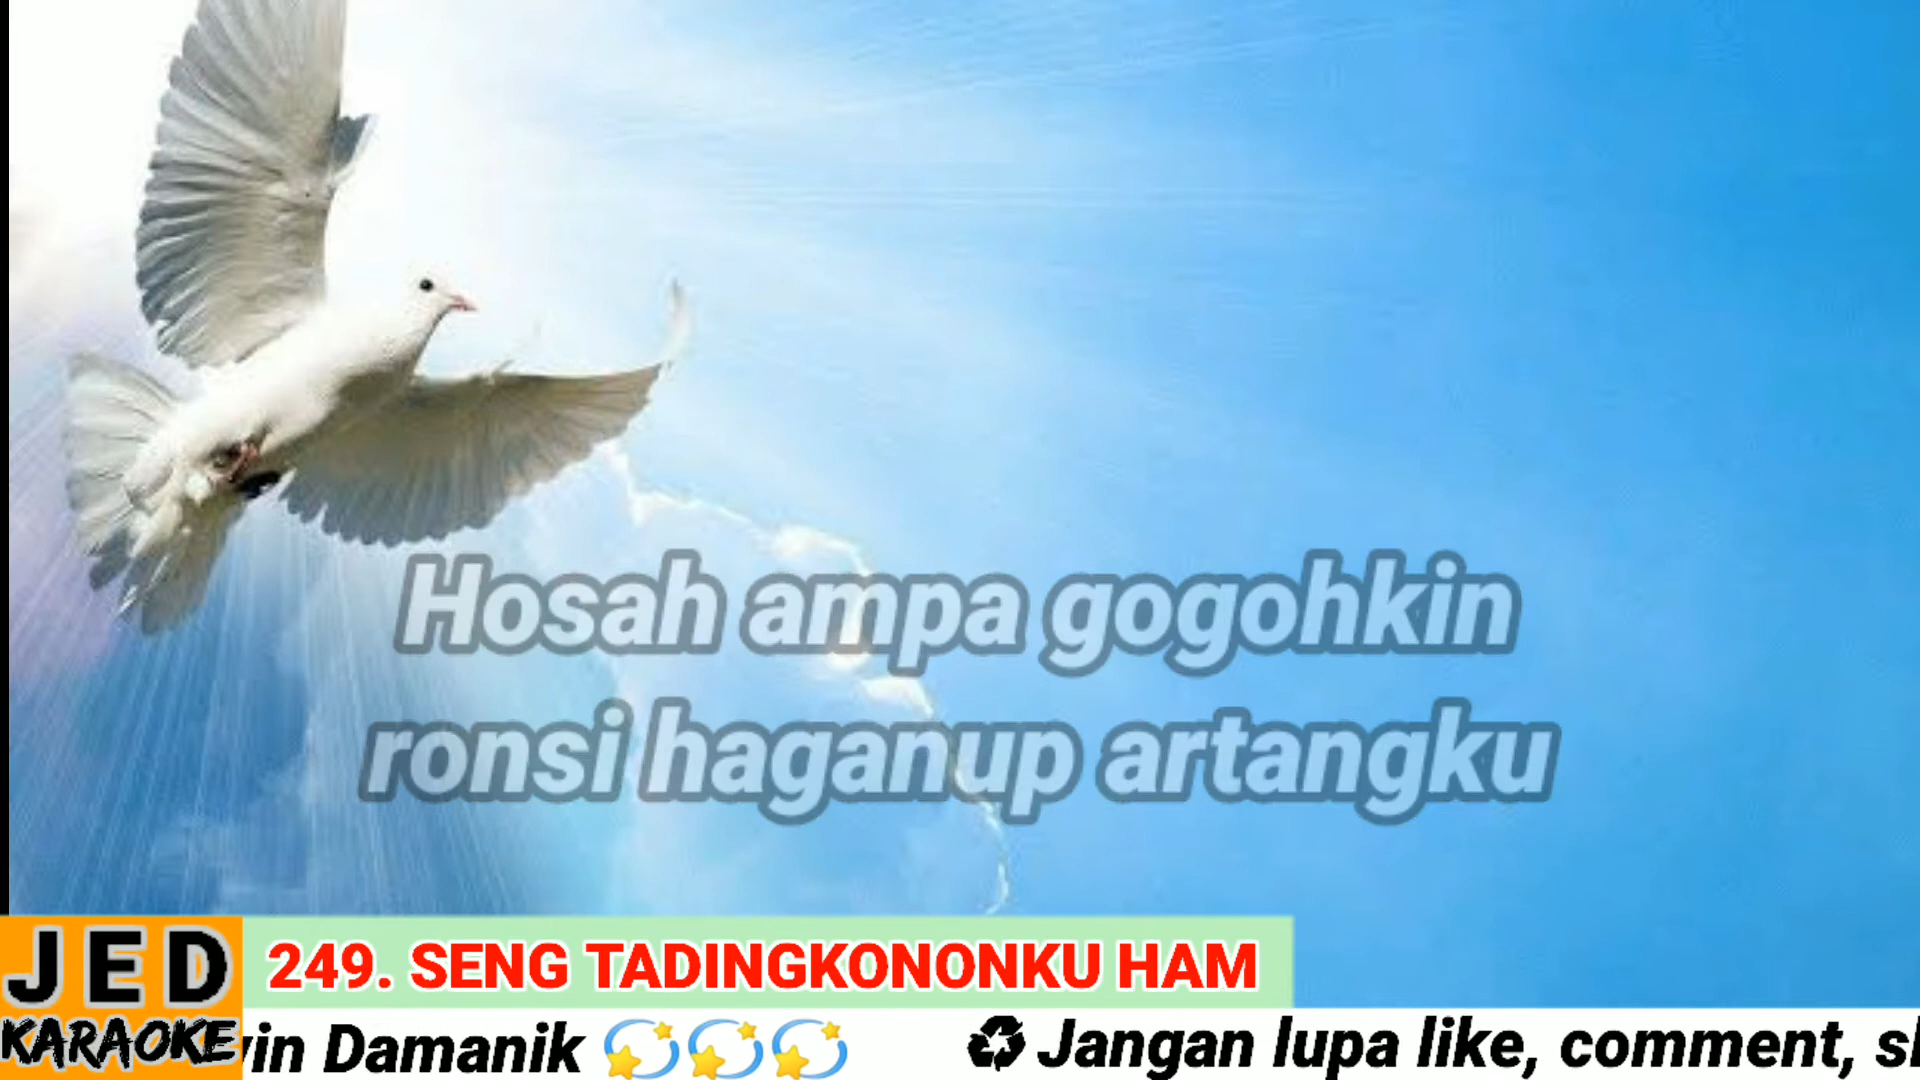 Hosah ampa gogohkin
ronsi haganup artangku
JED
KARAOKE
249. SENG TADINGKONONKU HAM
in Damanik 💫💫💫 ♻ Jangan lupa like, comment,